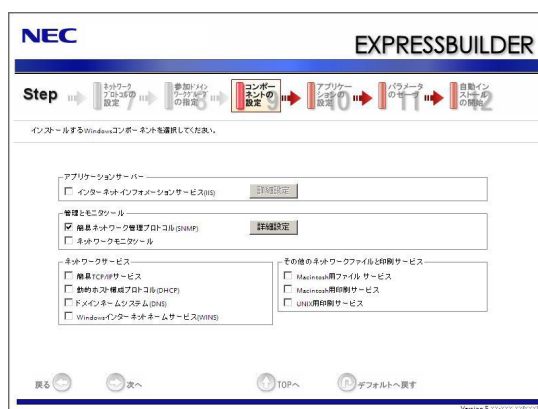 NEC
EXPRESSBUILDER
Step
ネットワーク
プロトコルの
設定 7
参加ドメイン
ワークグループ
の指定 8
コンポー
ネントの
設定 9
アプリケー
ションの
設定 10
パラメータ
のセーブ 11
自動イン
ストール
の開始 12
インストールするWindowsコンポーネントを選択してください。
アプリケーションサーバー
インターネットインフォメーションサービス(IIS)
詳細設定
管理とモニタツール
簡易ネットワーク管理プロトコル(SNMP)
詳細設定
ネットワークモニタツール
ネットワークサービス
簡易TCP/IPサービス
動的ホスト構成プロトコル(DHCP)
ドメインネームシステム(DNS)
Windowsインターネットネームサービス(WINS)
その他のネットワークファイルと印刷サービス
Macintosh用ファイル サービス
Macintosh用印刷サービス
UNIX用印刷サービス
戻る
次へ
TOPへ
デフォルトへ戻す